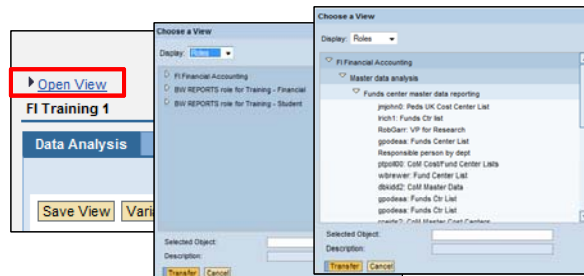 Open View
FI Training 1
Data Analysis
Save View
Choose a View
Display: Roles
FI Financial Accounting
BW REPORTS role for Training - Financial
BW REPORTS role for Training - Student
Selected Object:
Description:
Transfer Cancel
Choose a View
Display: Roles
FI Financial Accounting
Master data analysis
Funds center master data reporting
jmjohn0: Peds UK Cost Center List
lrich1: Funds Ctr list
RobGarr: VP for Research
gpodeaa: Funds Center List
Responsible person by dept
ptpoll00: CoM Cost/Fund Center Lists
wbrewer: Fund Center List
dbkidd2: CoM Master Data
gpodeaa: Funds Ctr List
gpodeaa: Funds Ctr List
CoM Master Cost Centers
Selected Object:
Description:
Transfer Cancel